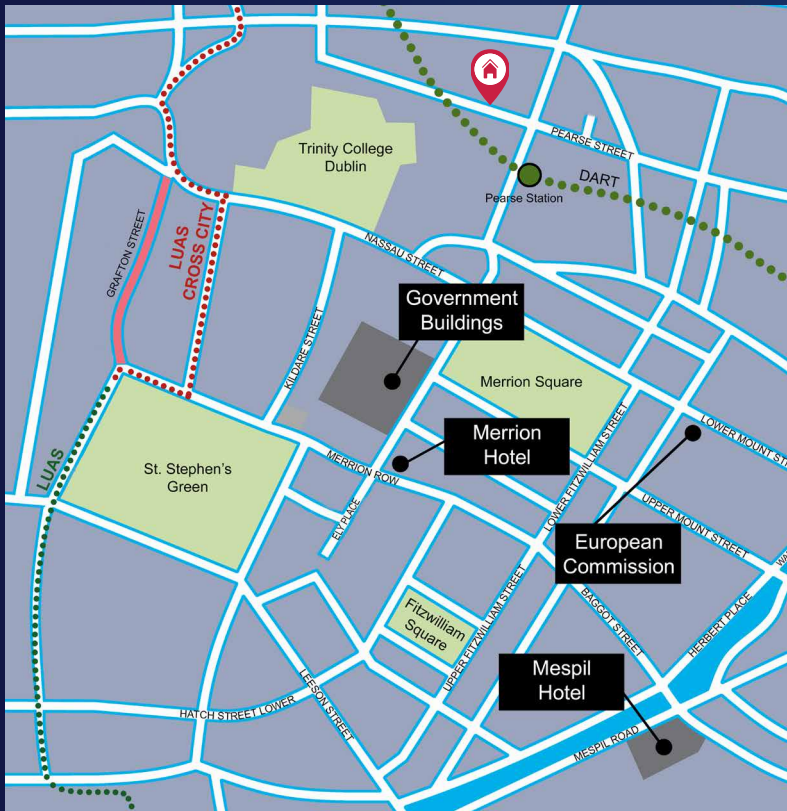 Trinity College
Dublin
PEARSE STREET
DART
Pearse Station
GRAFTON STREET
LUAS
CROSS CITY
NASSAU STREET
Government
Buildings
KILDARE STREET
Merrion Square
LOWER MOUNT ST
Merrion
Hotel
LOWER FITZWILLIAM STREET
MERRION ROW
St. Stephen's
Green
LUAS
ELY PLACE
UPPER MOUNT STREET
European
Commission
WA
HERBERT PLACE
BAGGOT STREET
Fitzwilliam
Square
UPPER FITZWILLIAM STREET
Mespil
Hotel
LEESON STREET
HATCH STREET LOWER
MESPIL ROAD